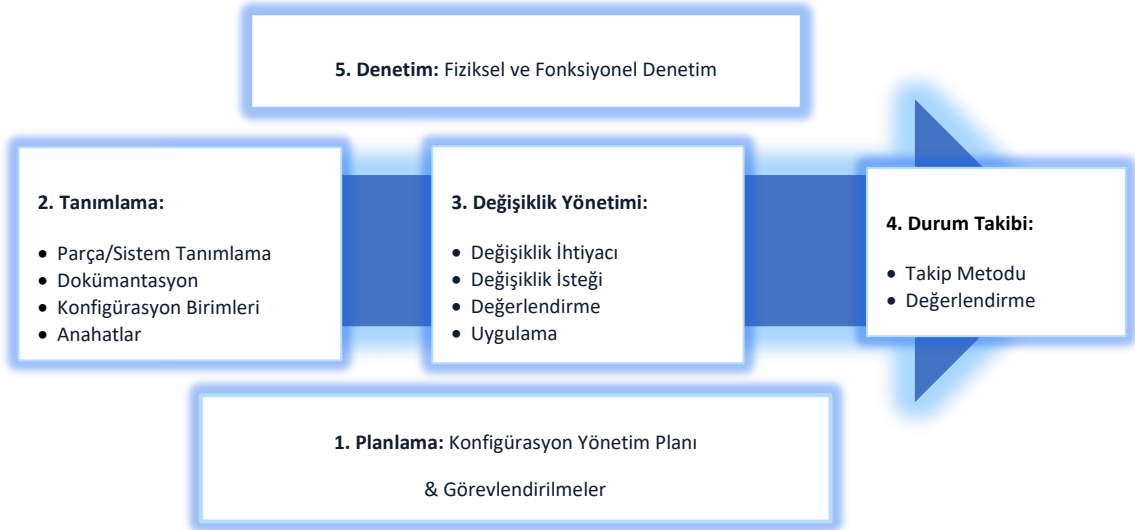 5. Denetim: Fiziksel ve Fonksiyonel Denetim
2. Tanımlama:
• Parça/Sistem Tanımlama
• Dokümantasyon
• Konfigürasyon Birimleri
• Anahatlar
3. Değişiklik Yönetimi:
• Değişiklik İhtiyacı
• Değişiklik İsteği
• Değerlendirme
• Uygulama
4. Durum Takibi:
• Takip Metodu
• Değerlendirme
1. Planlama: Konfigürasyon Yönetim Planı
& Görevlendirilmeler